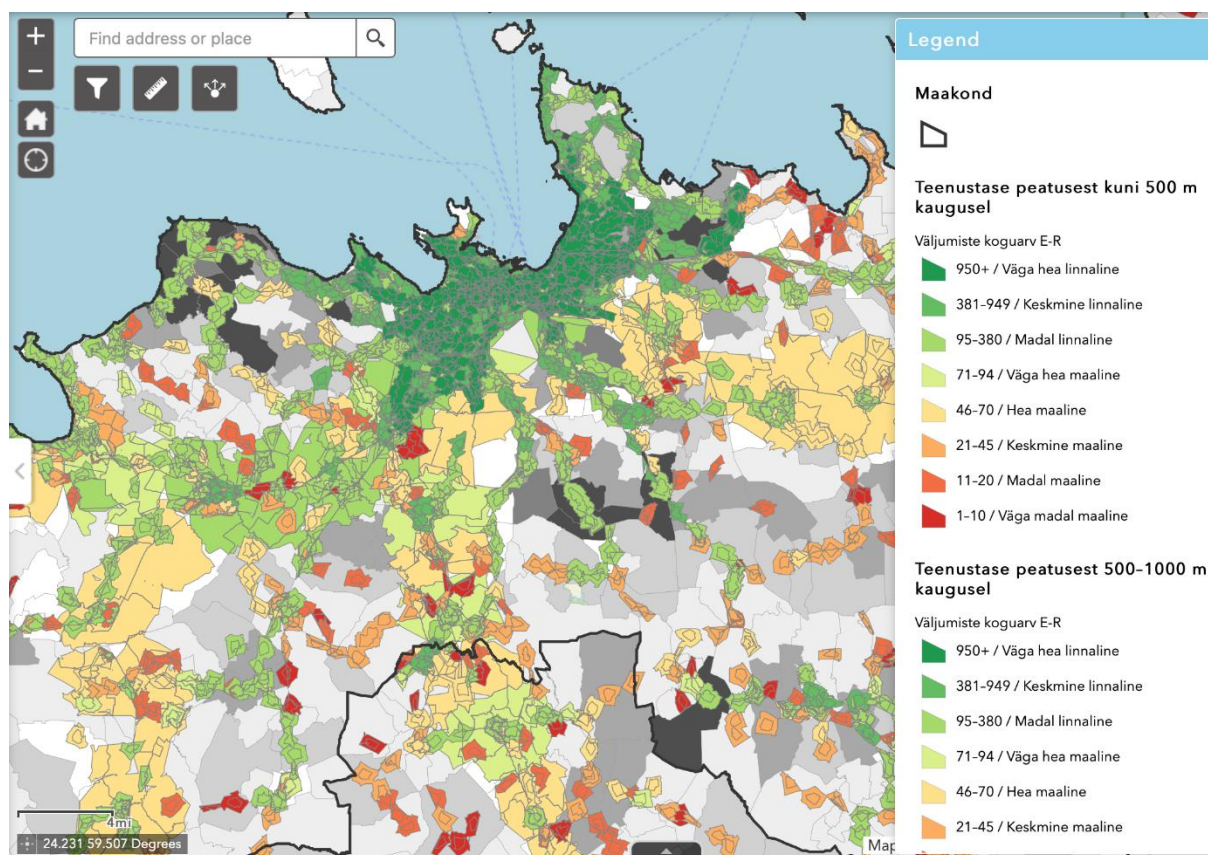 +
Find address or place
−
Legend
Maakond
Teenustase peatusest kuni 500 m
kaugusel
Väljumiste koguarv E-R
950+ / Väga hea linnaline
381–949 / Keskmine linnaline
95-380 / Madal linnaline
71–94 / Väga hea maaline
46-70 / Hea maaline
21-45 / Keskmine maaline
11-20 / Madal maaline
1–10 / Väga madal maaline
Teenustase peatusest 500–1000 m
kaugusel
Väljumiste koguarv E-R
950+ / Väga hea linnaline
381–949 / Keskmine linnaline
95-380 / Madal linnaline
71–94 / Väga hea maaline
46-70 / Hea maaline
21-45 / Keskmine maaline
4mi
24.231 59.507 Degrees
Map